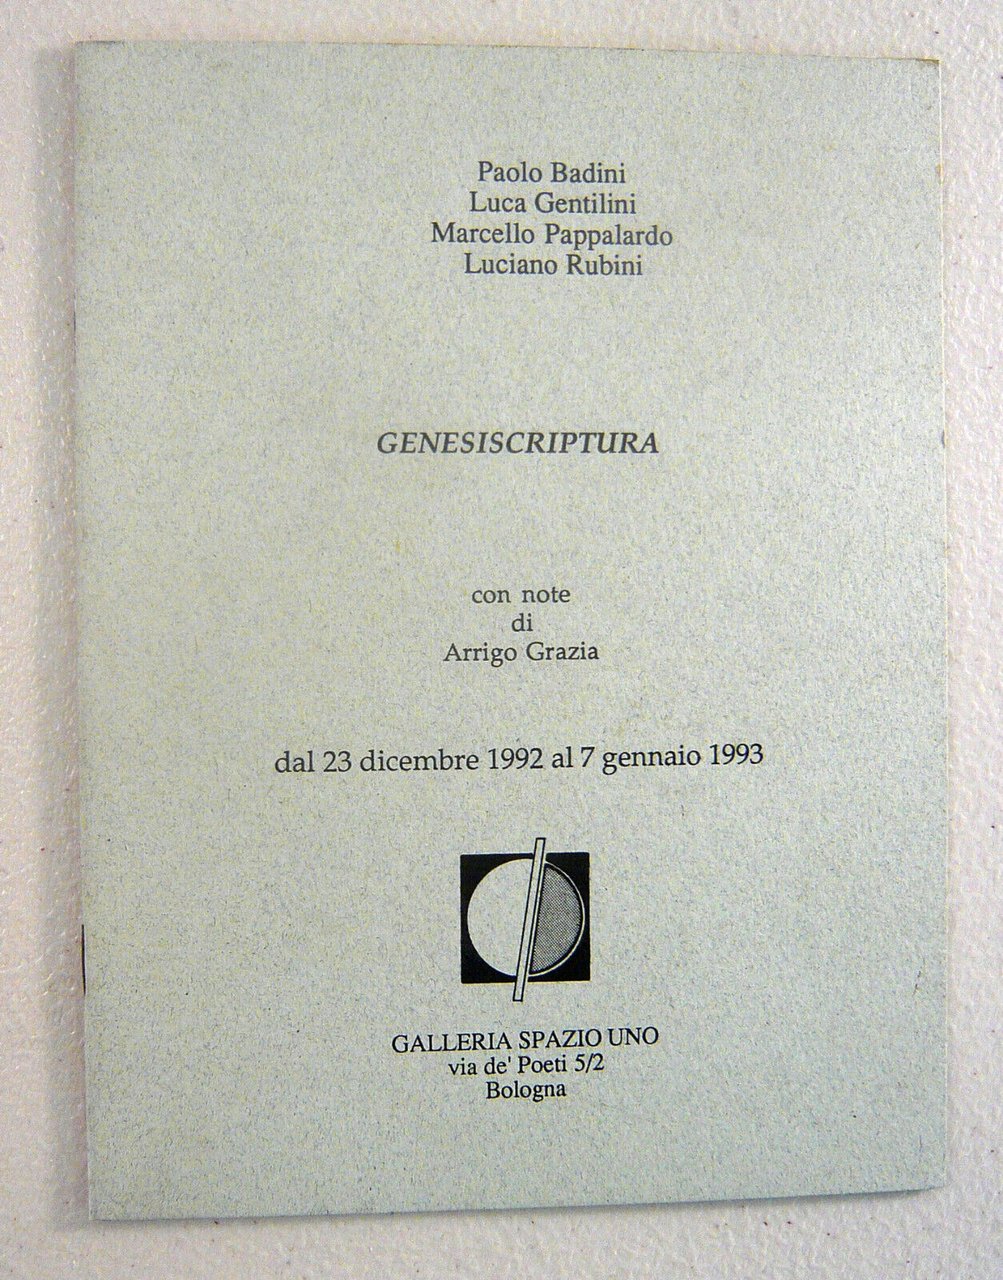 Paolo Badini
Luca Gentilini
Marcello Pappalardo
Luciano Rubini
GENESISCRIPTURA
con note
di
Arrigo Grazia
dal 23 dicembre 1992 al 7 gennaio 1993
GALLERIA SPAZIO UNO
via de' Poeti 5/2
Bologna